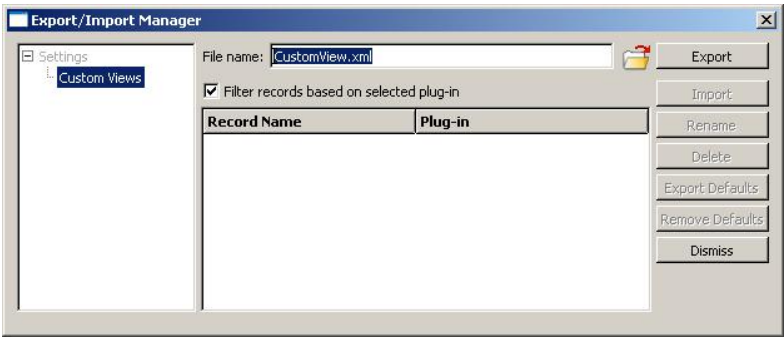 Export/Import Manager
Settings
Custom Views
File name: CustomView.xml
Filter records based on selected plug-in
Record Name Plug-in
Export
Import
Rename
Delete
Export Defaults
Remove Defaults
Dismiss